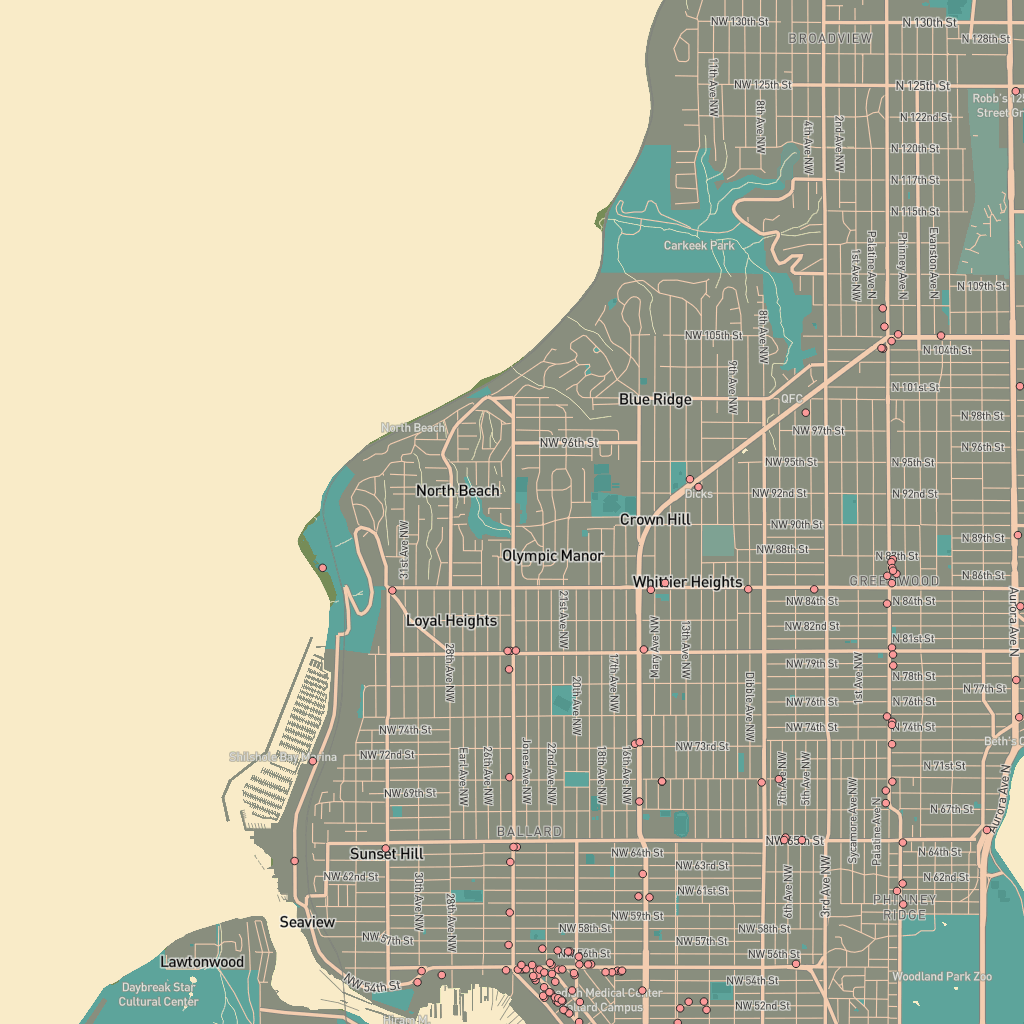 NW 130th St
N 130th St
BROADVIEW
N 128th St
11th Ave NW
NW 125th St
N 125th St
Robb's 12
Street Gr
8th Ave NW
N 122nd St
4th Ave NW
2nd Ave NW
N 120th St
N 117th St
N 115th St
Carkeek Park
Palatine Ave N
Phinney Ave N
Evanston Ave N
1st Ave NW
N 109th St
8th Ave NW
NW 105th St
N 104th St
9th Ave NW
N 101st St
Blue Ridge
QFC
N 98th St
North Beach
NW 97th St
NW 96th St
N 96th St
NW 95th St
N 95th St
North Beach
Dicks
NW 92nd St
N 92nd St
Crown Hill
NW 90th St
31st Ave NW
N 89th St
NW 88th St
Olympic Manor
N 87th St
Whittier Heights
GREENWOOD
N 86th St
21st Ave NW
NW 84th St
N 84th St
Aurora Ave N
Loyal Heights
NW 82nd St
Mary Ave NW
13th Ave NW
N 81st St
28th Ave NW
17th Ave NW
NW 79th St
1st Ave NW
N 78th St
20th Ave NW
Dibble Ave NW
N 77th St
NW 76th St
N 76th St
NW 74th St
NW 74th St
N 74th St
NW 72nd St
NW 73rd St
Beth's C
Shilshole Bay Marina
Earl Ave NW
26th Ave NW
Jones Ave NW
22nd Ave NW
18th Ave NW
16th Ave NW
7th Ave NW
5th Ave NW
N 71st St
NW 69th St
Sycamore Ave NW
Palatine Ave N
N 67th St
Aurora Ave N
BALLARD
NW 65th St
Sunset Hill
NW 64th St
N 64th St
NW 63rd St
NW 62nd St
N 62nd St
30th Ave NW
28th Ave NW
NW 61st St
6th Ave NW
3rd Ave NW
PHINNEY
RIDGE
Seaview
NW 59th St
NW 58th St
NW 58th St
NW 57th St
NW 57th St
Lawtonwood
NW 56th St
NW 56th St
Woodland Park Zoo
NW 54th St
NW 54th St
Daybreak Star
Cultural Center
Medical Center
Campus
NW 52nd St
Hiram M.